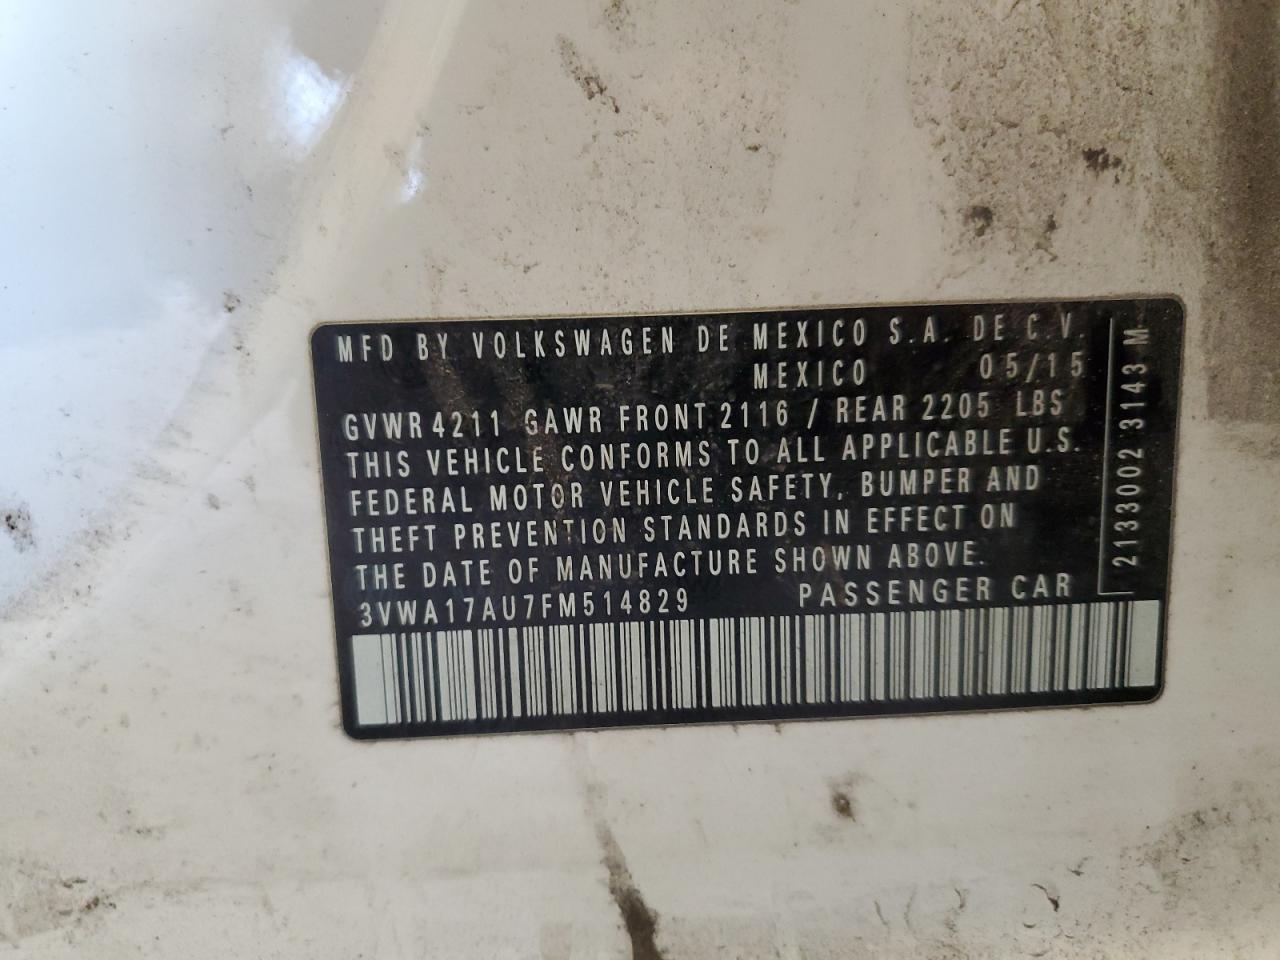 MFD BY VOLKSWAGEN DE MEXICO S.A. DE C.V.
MEXICO 05/15
GVWR 4211 GAWR FRONT 2116 / REAR 2205 LBS
THIS VEHICLE CONFORMS TO ALL APPLICABLE U.S.
FEDERAL MOTOR VEHICLE SAFETY, BUMPER AND
THEFT PREVENTION STANDARDS IN EFFECT ON
THE DATE OF MANUFACTURE SHOWN ABOVE.
3VWA17AU7FM514829 PASSENGER CAR
2133002 3143 M